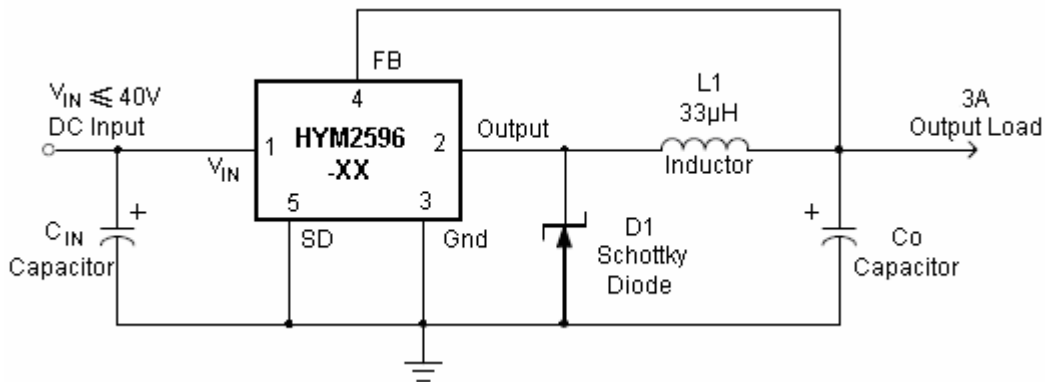 FB
V_IN ≤ 40V
DC Input
4
L1
33µH
3A
Output Load
1
HYM2596
-XX
2
Output
V_IN
Inductor
5
3
+
C_IN
Capacitor
SD
Gnd
D1
Schottky
Diode
+
Co
Capacitor